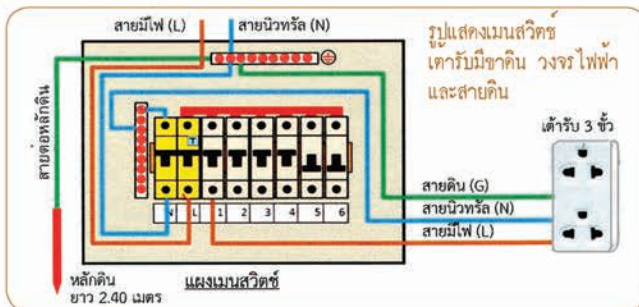 สายมีไฟ (L)
สายนิวทรัล (N)
รูปแสดงเมนสวิตช์
เต้ารับมีขาดิน วงจรไฟฟ้า
และสายดิน
สายต่อหลักดิน
เต้ารับ 3 ขั้ว
สายดิน (G)
สายนิวทรัล (N)
สายมีไฟ (L)
N L 1 2 3 4 5 6
แผงเมนสวิตช์
หลักดิน
ยาว 2.40 เมตร